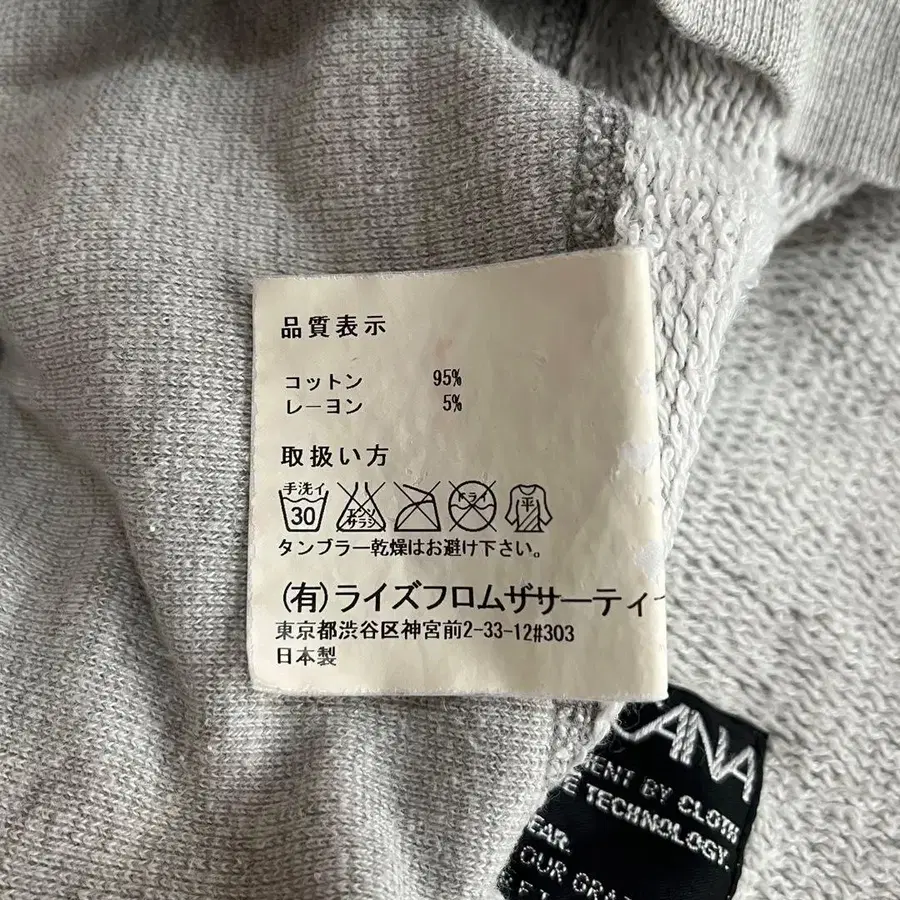 品質表示
コットン 95%
レーヨン 5%
取扱い方
手洗イ
30
エンソ
サラシ
ドライ
平
タンブラー乾燥はお避け下さい。
(有)ライズフロムザサーティー
東京都渋谷区神宮前2-33-12#303
日本製
BY CLOTH
TECHNOLOGY.
OUR